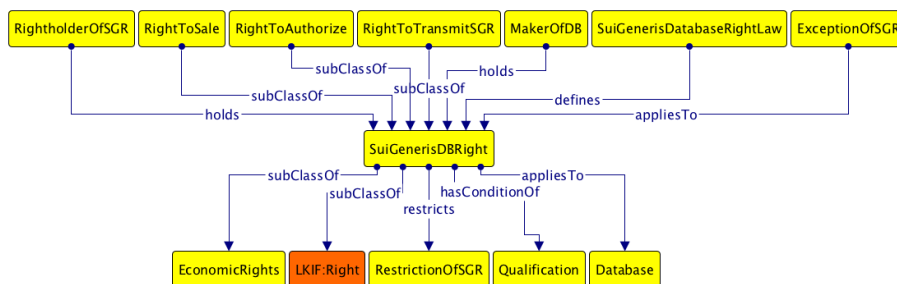 RightholderOfSGR RightToSale RightToAuthorize RightToTransmitSGR MakerOfDB SuiGenerisDatabaseRightLaw ExceptionOfSGR
subClassOf holds
subClassOf subClassOf defines
holds appliesTo
SuiGenerisDBRight
subClassOf appliesTo
subClassOf hasConditionOf
restricts
EconomicRights LKIF:Right RestrictionOfSGR Qualification Database